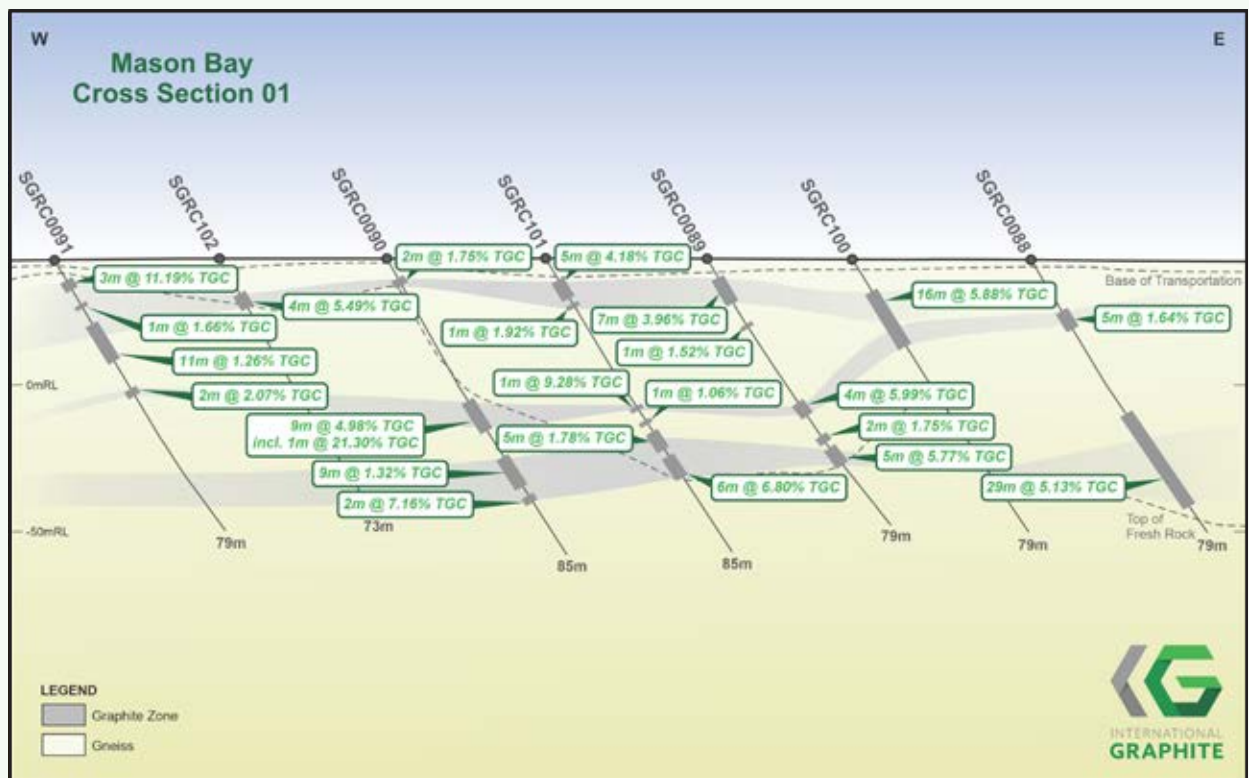 W
E
Mason Bay
Cross Section 01
SGRC0091
SGRC102
SGRC0090
SGRC101
SGRC0089
SGRC100
SGRC0088
2m @ 1.75% TGC
5m @ 4.18% TGC
3m @ 11.19% TGC
Base of Transportation
4m @ 5.49% TGC
16m @ 5.88% TGC
7m @ 3.96% TGC
5m @ 1.64% TGC
1m @ 1.66% TGC
1m @ 1.92% TGC
1m @ 1.52% TGC
11m @ 1.26% TGC
0mRL
1m @ 9.28% TGC
1m @ 1.06% TGC
2m @ 2.07% TGC
4m @ 5.99% TGC
9m @ 4.98% TGC
incl. 1m @ 21.30% TGC
2m @ 1.75% TGC
5m @ 1.78% TGC
5m @ 5.77% TGC
9m @ 1.32% TGC
6m @ 6.80% TGC
29m @ 5.13% TGC
2m @ 7.16% TGC
-50mRL
Top of
Fresh Rock
79m
73m
85m
85m
79m
79m
79m
LEGEND
Graphite Zone
Gneiss
INTERNATIONAL
GRAPHITE